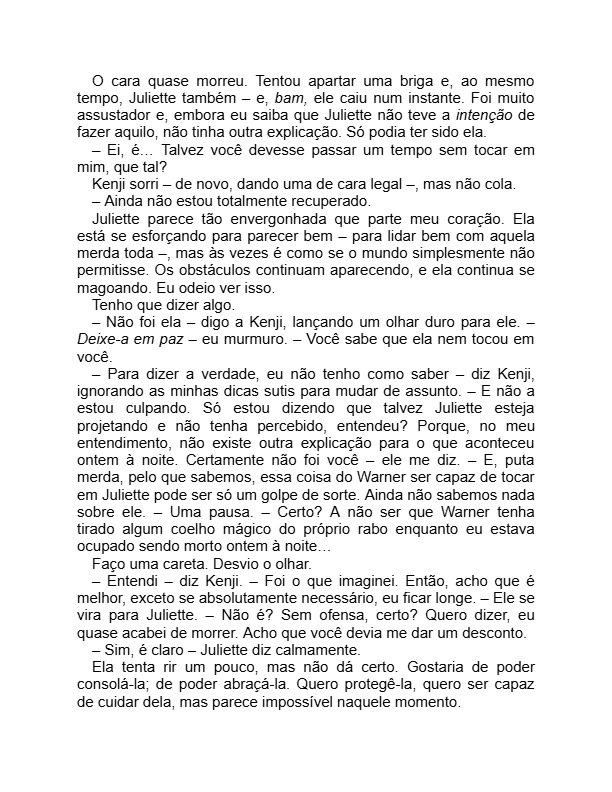 O cara quase morreu. Tentou apartar uma briga e, ao mesmo
tempo, Juliette também – e, bam, ele caiu num instante. Foi muito
assustador e, embora eu saiba que Juliette não teve a intenção de
fazer aquilo, não tinha outra explicação. Só podia ter sido ela.
– Ei, é… Talvez você devesse passar um tempo sem tocar em
mim, que tal?
Kenji sorri – de novo, dando uma de cara legal –, mas não cola.
– Ainda não estou totalmente recuperado.
Juliette parece tão envergonhada que parte meu coração. Ela
está se esforçando para parecer bem – para lidar bem com aquela
merda toda –, mas às vezes é como se o mundo simplesmente não
permitisse. Os obstáculos continuam aparecendo, e ela continua se
magoando. Eu odeio ver isso.
Tenho que dizer algo.
– Não foi ela – digo a Kenji, lançando um olhar duro para ele. –
Deixe-a em paz – eu murmuro. – Você sabe que ela nem tocou em
você.
– Para dizer a verdade, eu não tenho como saber – diz Kenji,
ignorando as minhas dicas sutis para mudar de assunto. – E não a
estou culpando. Só estou dizendo que talvez Juliette esteja
projetando e não tenha percebido, entendeu? Porque, no meu
entendimento, não existe outra explicação para o que aconteceu
ontem à noite. Certamente não foi você – ele me diz. – E, puta
merda, pelo que sabemos, essa coisa do Warner ser capaz de tocar
em Juliette pode ser só um golpe de sorte. Ainda não sabemos nada
sobre ele. – Uma pausa. – Certo? A não ser que Warner tenha
tirado algum coelho mágico do próprio rabo enquanto eu estava
ocupado sendo morto ontem à noite…
Faço uma careta. Desvio o olhar.
– Entendi – diz Kenji. – Foi o que imaginei. Então, acho que é
melhor, exceto se absolutamente necessário, eu ficar longe. – Ele se
vira para Juliette. – Não é? Sem ofensa, certo? Quero dizer, eu
quase acabei de morrer. Acho que você devia me dar um desconto.
– Sim, é claro – Juliette diz calmamente.
Ela tenta rir um pouco, mas não dá certo. Gostaria de poder
consolá-la; de poder abraçá-la. Quero protegê-la, quero ser capaz
de cuidar dela, mas parece impossível naquele momento.